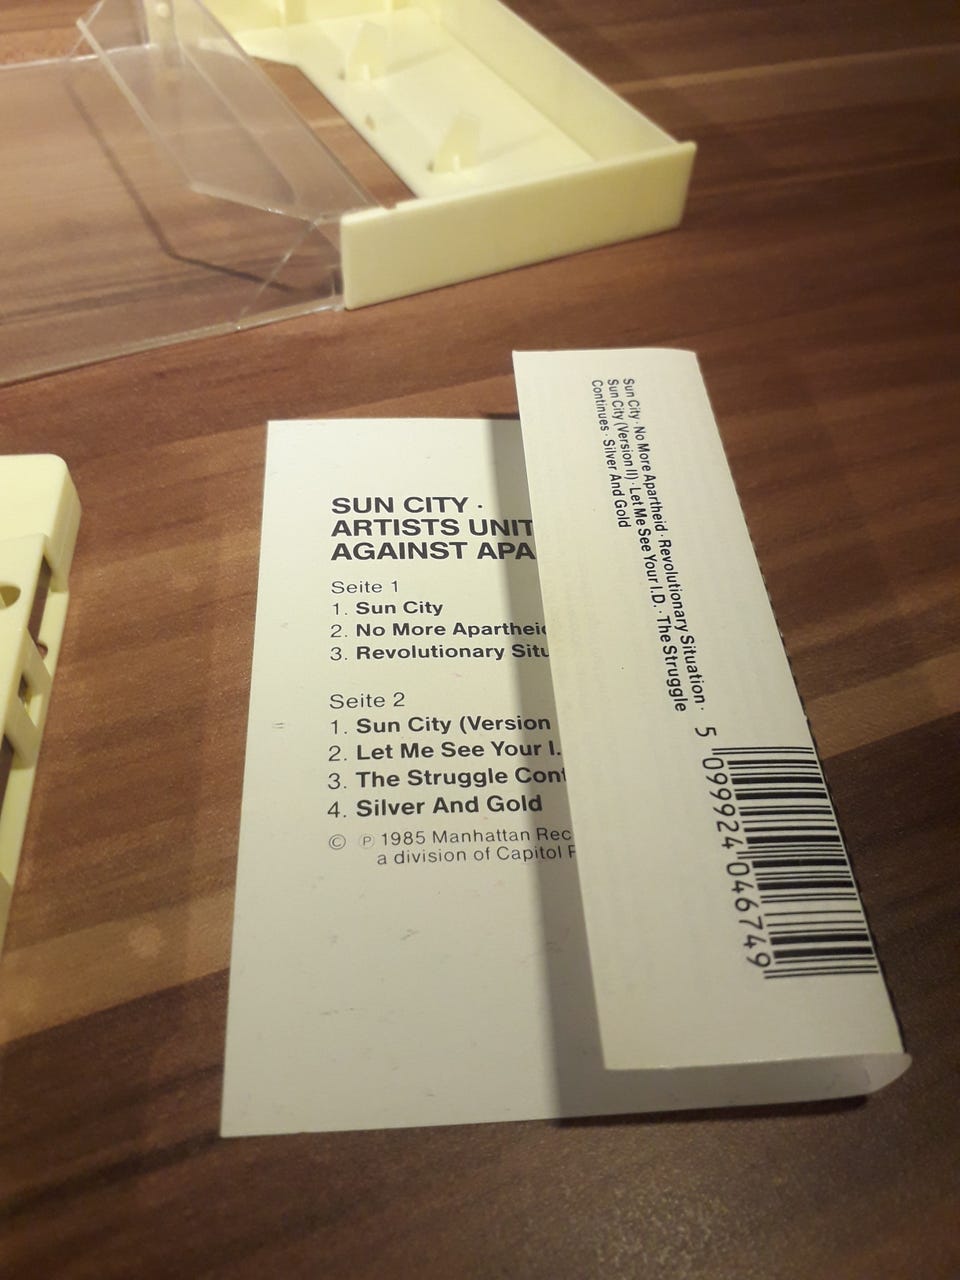 SUN CITY ·
ARTISTS UNIT
AGAINST APA
Seite 1
1. Sun City
2. No More Apartheid
3. Revolutionary Situ
Seite 2
1. Sun City (Version
2. Let Me See Your I.
3. The Struggle Cont
4. Silver And Gold
© ℗ 1985 Manhattan Rec
a division of Capitol R
Sun City · No More Apartheid · Revolutionary Situation ·
Sun City (Version II) · Let Me See Your I.D. · The Struggle
Continues · Silver And Gold
5 099924 046749